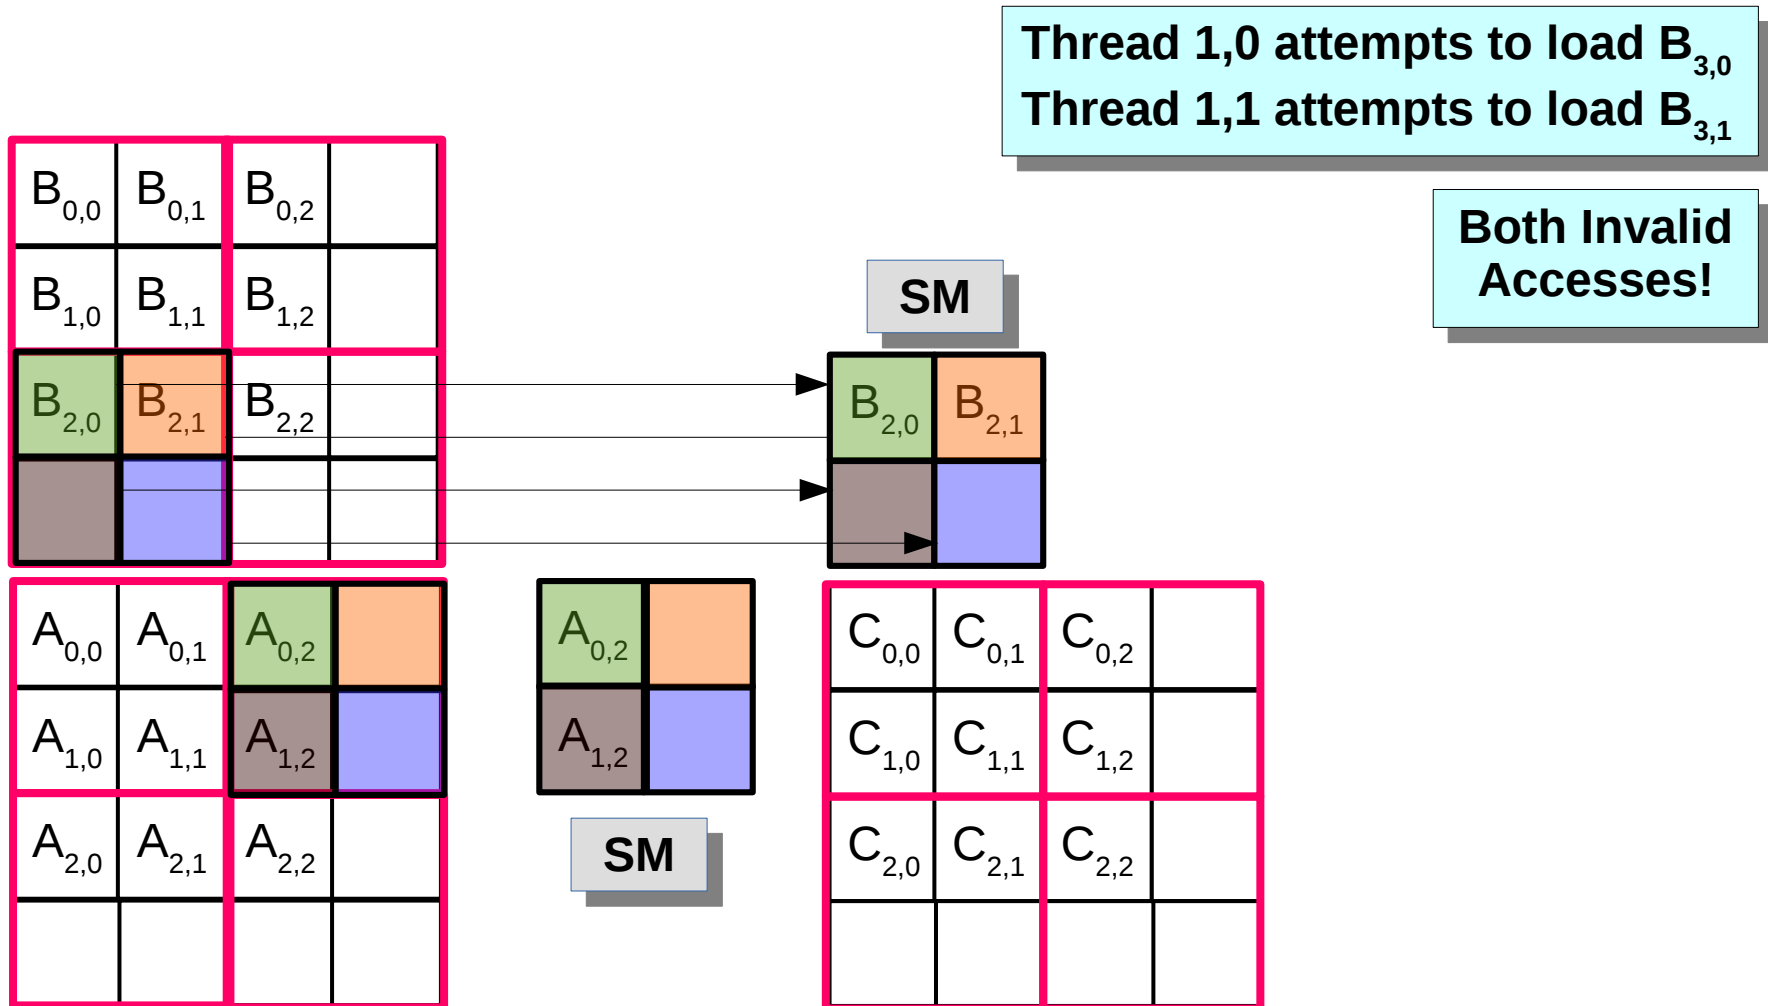 Thread 1,0 attempts to load B3,0
Thread 1,1 attempts to load B3,1
Both Invalid
Accesses!
B0,0 B0,1 B0,2
B1,0 B1,1 B1,2
SM
B2,0 B2,1 B2,2
B2,0 B2,1
A0,0 A0,1 A0,2
A1,0 A1,1 A1,2
A2,0 A2,1 A2,2
A0,2
A1,2
SM
C0,0 C0,1 C0,2
C1,0 C1,1 C1,2
C2,0 C2,1 C2,2